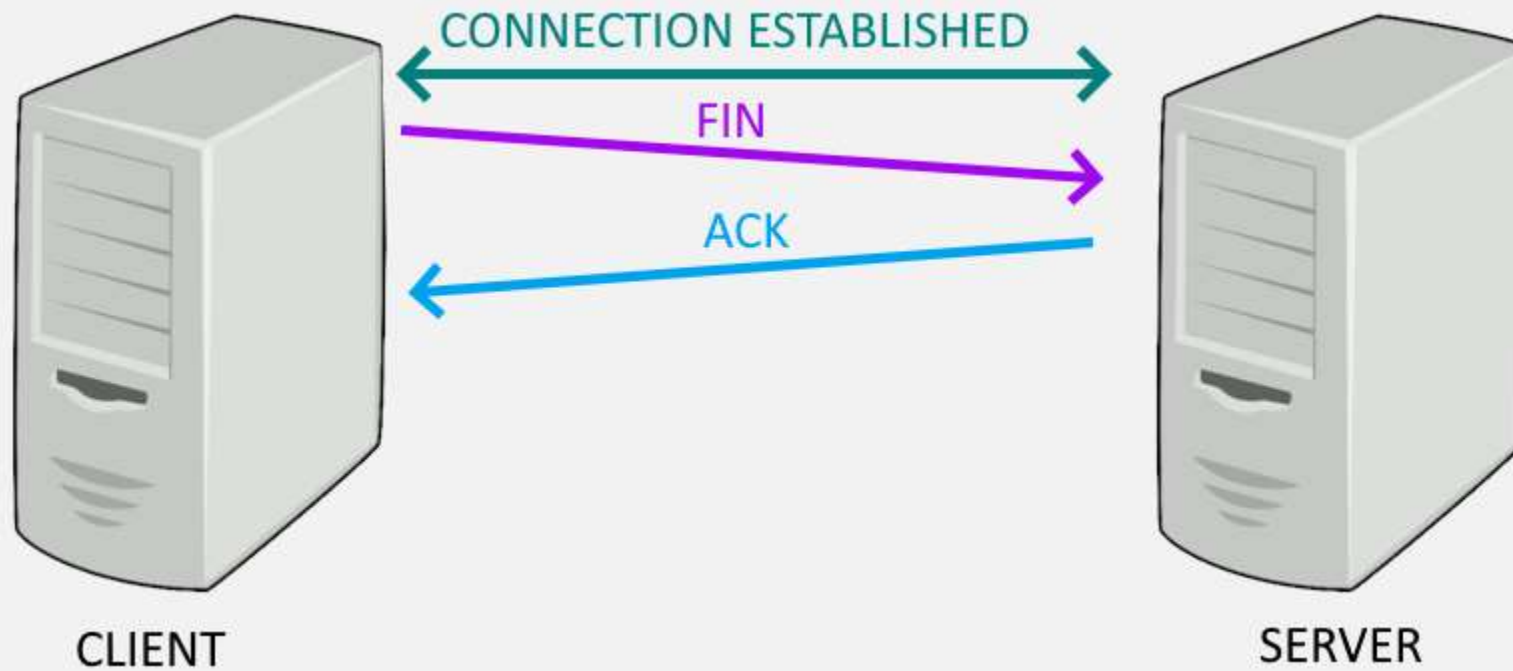 CONNECTION ESTABLISHED
FIN
ACK
CLIENT
SERVER